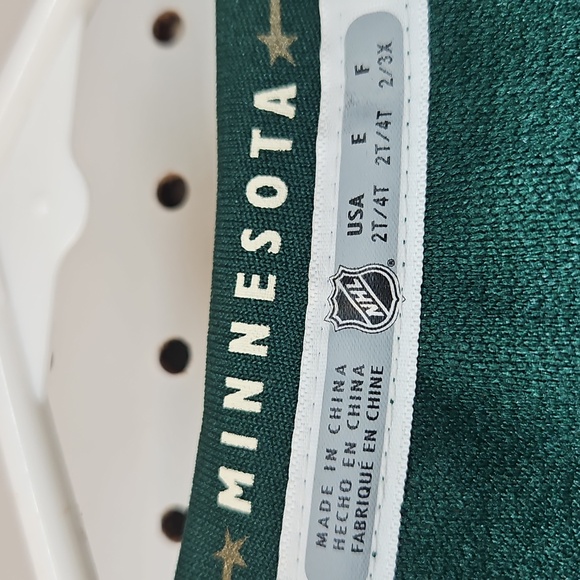 MINNESOTA
MADE IN CHINA
HECHO EN CHINA
FABRIQUÉ EN CHINE
NHL
®
USA E F
2T/4T 2T/4T 2/3X